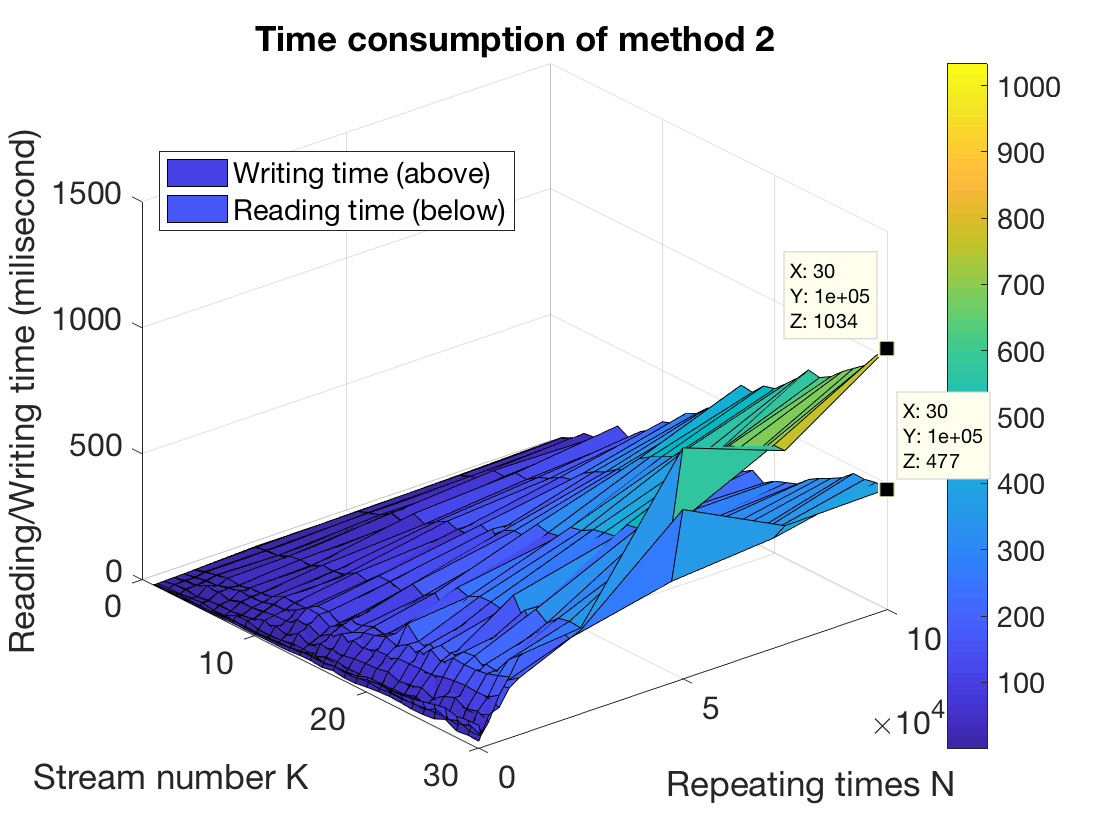 Time consumption of method 2
Writing time (above)
Reading time (below)
Reading/Writing time (milisecond)
1500
1000
500
0
0
10
20
30
Stream number K
0
5
10
×10⁴
Repeating times N
X: 30
Y: 1e+05
Z: 1034
X: 30
Y: 1e+05
Z: 477
1000
900
800
700
600
500
400
300
200
100